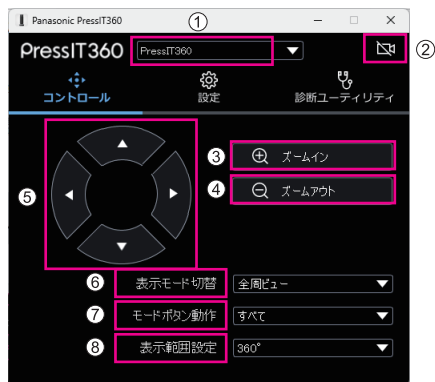 Panasonic PressIT360
①
PressIT360 PressIT360
②
コントロール 設定 診断ユーティリティ
③ ズームイン
④ ズームアウト
⑤
⑥ 表示モード切替 全周ビュー
⑦ モードボタン動作 すべて
⑧ 表示範囲設定 360°